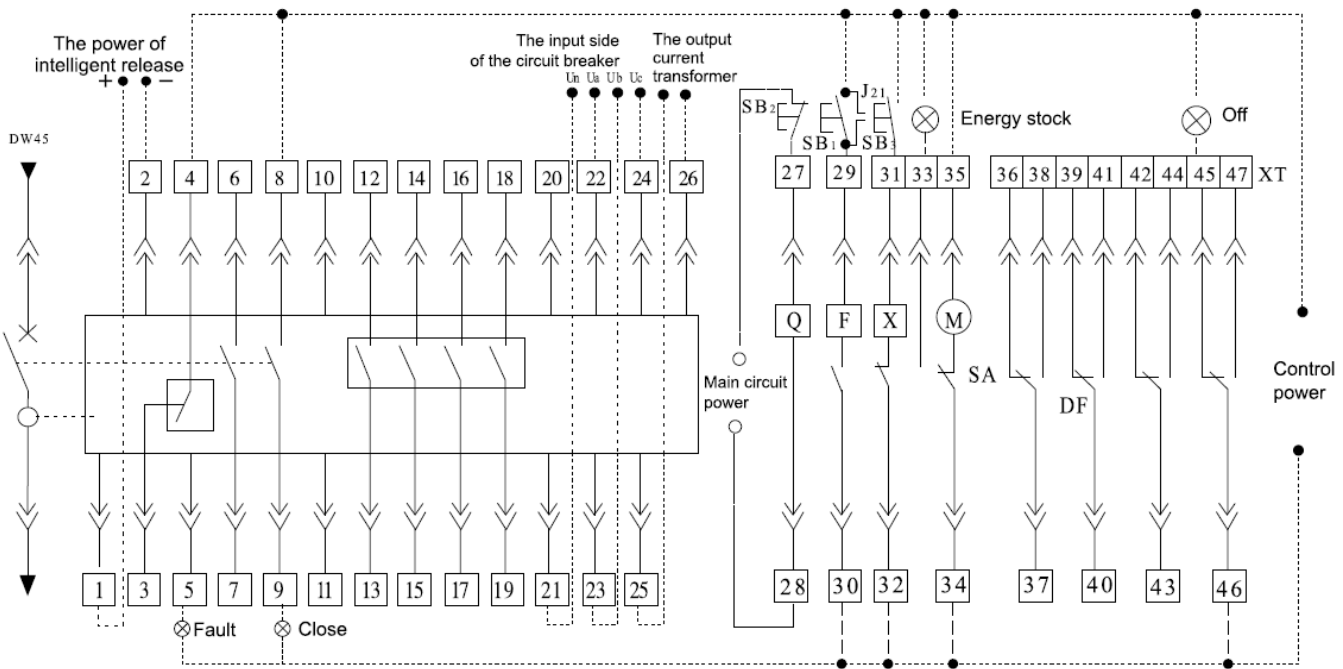 The power of
intelligent release
+ −
The input side
of the circuit breaker
Un Ua Ub Uc
The output
current
transformer
DW45
SB2
SB1
J21
SB3
Energy stock
Off
2 4 6 8 10 12 14 16 18 20 22 24 26
27 29 31 33 35 36 38 39 41 42 44 45 47 XT
Q F X M
SA
DF
Main circuit
power
Control
power
1 3 5 7 9 11 13 15 17 19 21 23 25
28 30 32 34 37 40 43 46
Fault
Close